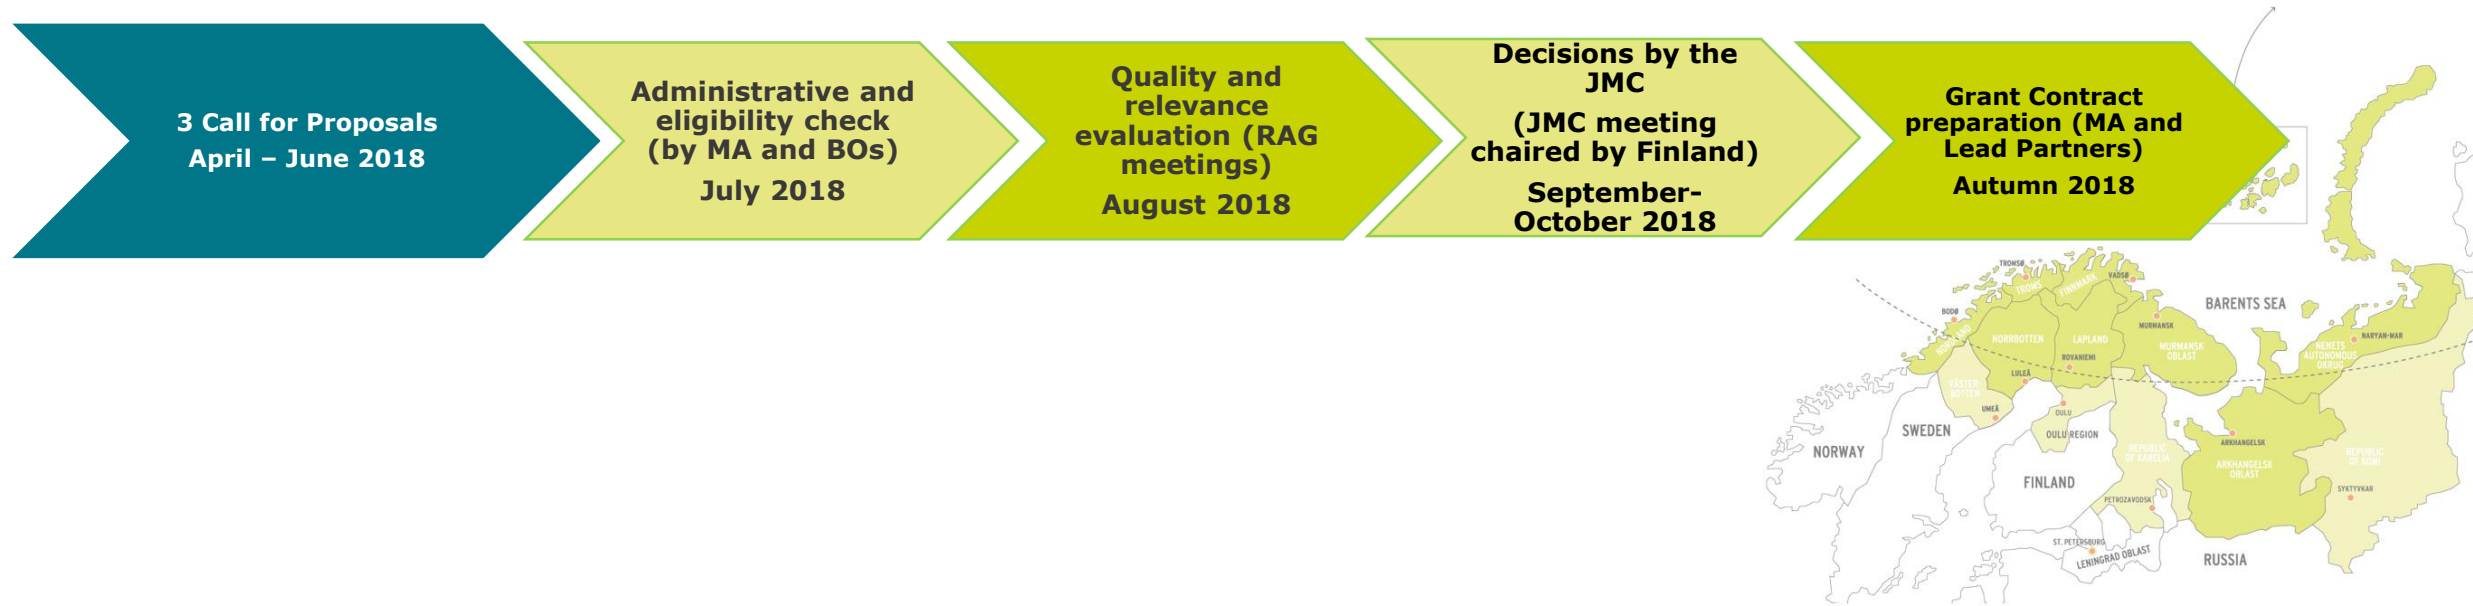 3 Call for Proposals
April – June 2018
Administrative and
eligibility check
(by MA and BOs)
July 2018
Quality and
relevance
evaluation (RAG
meetings)
August 2018
Decisions by the
JMC
(JMC meeting
chaired by Finland)
September-
October 2018
Grant Contract
preparation (MA and
Lead Partners)
Autumn 2018
TROMSØ
VADSØ
TROMS
FINNMARK
BARENTS SEA
BODØ
MURMANSK
NARYAN-MAR
NORDLAND
NORRBOTTEN
LAPLAND
MURMANSK
OBLAST
NENETS
AUTONOMOUS
OKRUG
ROVANIEMI
LULEÅ
VÄSTER-
BOTTEN
UMEÅ
OULU
SWEDEN
OULU REGION
ARKHANGELSK
NORWAY
REPUBLIC
OF KARELIA
ARKHANGELSK
OBLAST
REPUBLIC
OF KOMI
FINLAND
SYKTYVKAR
PETROZAVODSK
ST. PETERSBURG
LENINGRAD OBLAST
RUSSIA